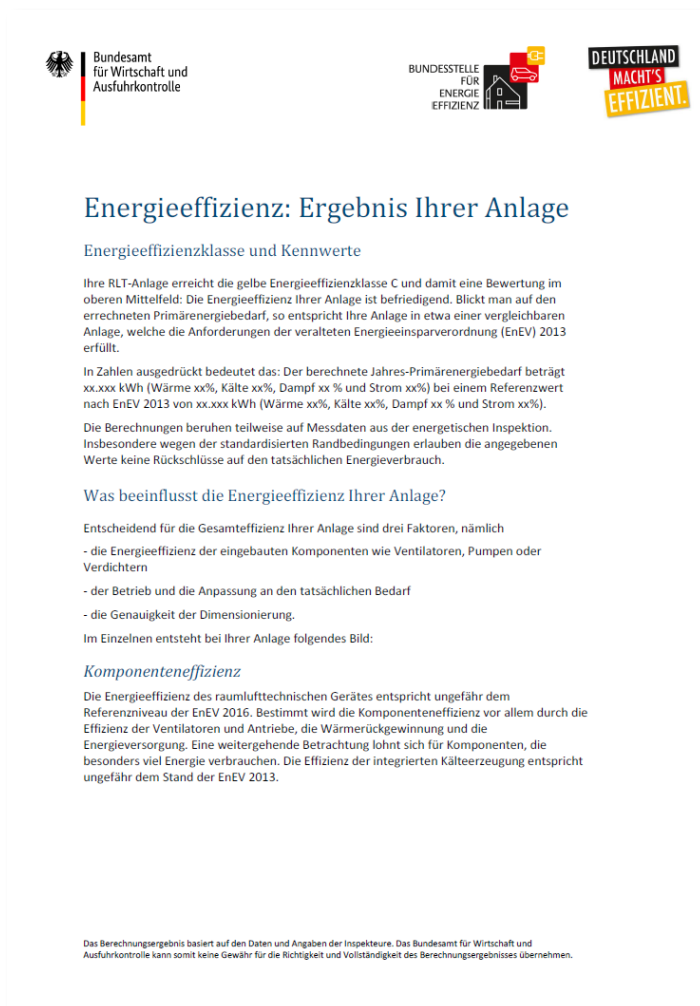 Bundesamt
für Wirtschaft und
Ausfuhrkontrolle
BUNDESSTELLE
FÜR
ENERGIE
EFFIZIENZ
DEUTSCHLAND
MACHT'S
EFFIZIENT.
Energieeffizienz: Ergebnis Ihrer Anlage
Energieeffizienzklasse und Kennwerte
Ihre RLT-Anlage erreicht die gelbe Energieeffizienzklasse C und damit eine Bewertung im
oberen Mittelfeld: Die Energieeffizienz Ihrer Anlage ist befriedigend. Blickt man auf den
errechneten Primärenergiebedarf, so entspricht Ihre Anlage in etwa einer vergleichbaren
Anlage, welche die Anforderungen der veralteten Energieeinsparverordnung (EnEV) 2013
erfüllt.
In Zahlen ausgedrückt bedeutet das: Der berechnete Jahres-Primärenergiebedarf beträgt
xx.xxx kWh (Wärme xx%, Kälte xx%, Dampf xx % und Strom xx%) bei einem Referenzwert
nach EnEV 2013 von xx.xxx kWh (Wärme xx%, Kälte xx%, Dampf xx % und Strom xx%).
Die Berechnungen beruhen teilweise auf Messdaten aus der energetischen Inspektion.
Insbesondere wegen der standardisierten Randbedingungen erlauben die angegebenen
Werte keine Rückschlüsse auf den tatsächlichen Energieverbrauch.
Was beeinflusst die Energieeffizienz Ihrer Anlage?
Entscheidend für die Gesamteffizienz Ihrer Anlage sind drei Faktoren, nämlich
- die Energieeffizienz der eingebauten Komponenten wie Ventilatoren, Pumpen oder
Verdichtern
- der Betrieb und die Anpassung an den tatsächlichen Bedarf
- die Genauigkeit der Dimensionierung.
Im Einzelnen entsteht bei Ihrer Anlage folgendes Bild:
Komponenteneffizienz
Die Energieeffizienz des raumlufttechnischen Gerätes entspricht ungefähr dem
Referenzniveau der EnEV 2016. Bestimmt wird die Komponenteneffizienz vor allem durch die
Effizienz der Ventilatoren und Antriebe, die Wärmerückgewinnung und die
Energieversorgung. Eine weitergehende Betrachtung lohnt sich für Komponenten, die
besonders viel Energie verbrauchen. Die Effizienz der integrierten Kälteerzeugung entspricht
ungefähr dem Stand der EnEV 2013.
Das Berechnungsergebnis basiert auf den Daten und Angaben der Inspekteure. Das Bundesamt für Wirtschaft und
Ausfuhrkontrolle kann somit keine Gewähr für die Richtigkeit und Vollständigkeit des Berechnungsergebnisses übernehmen.